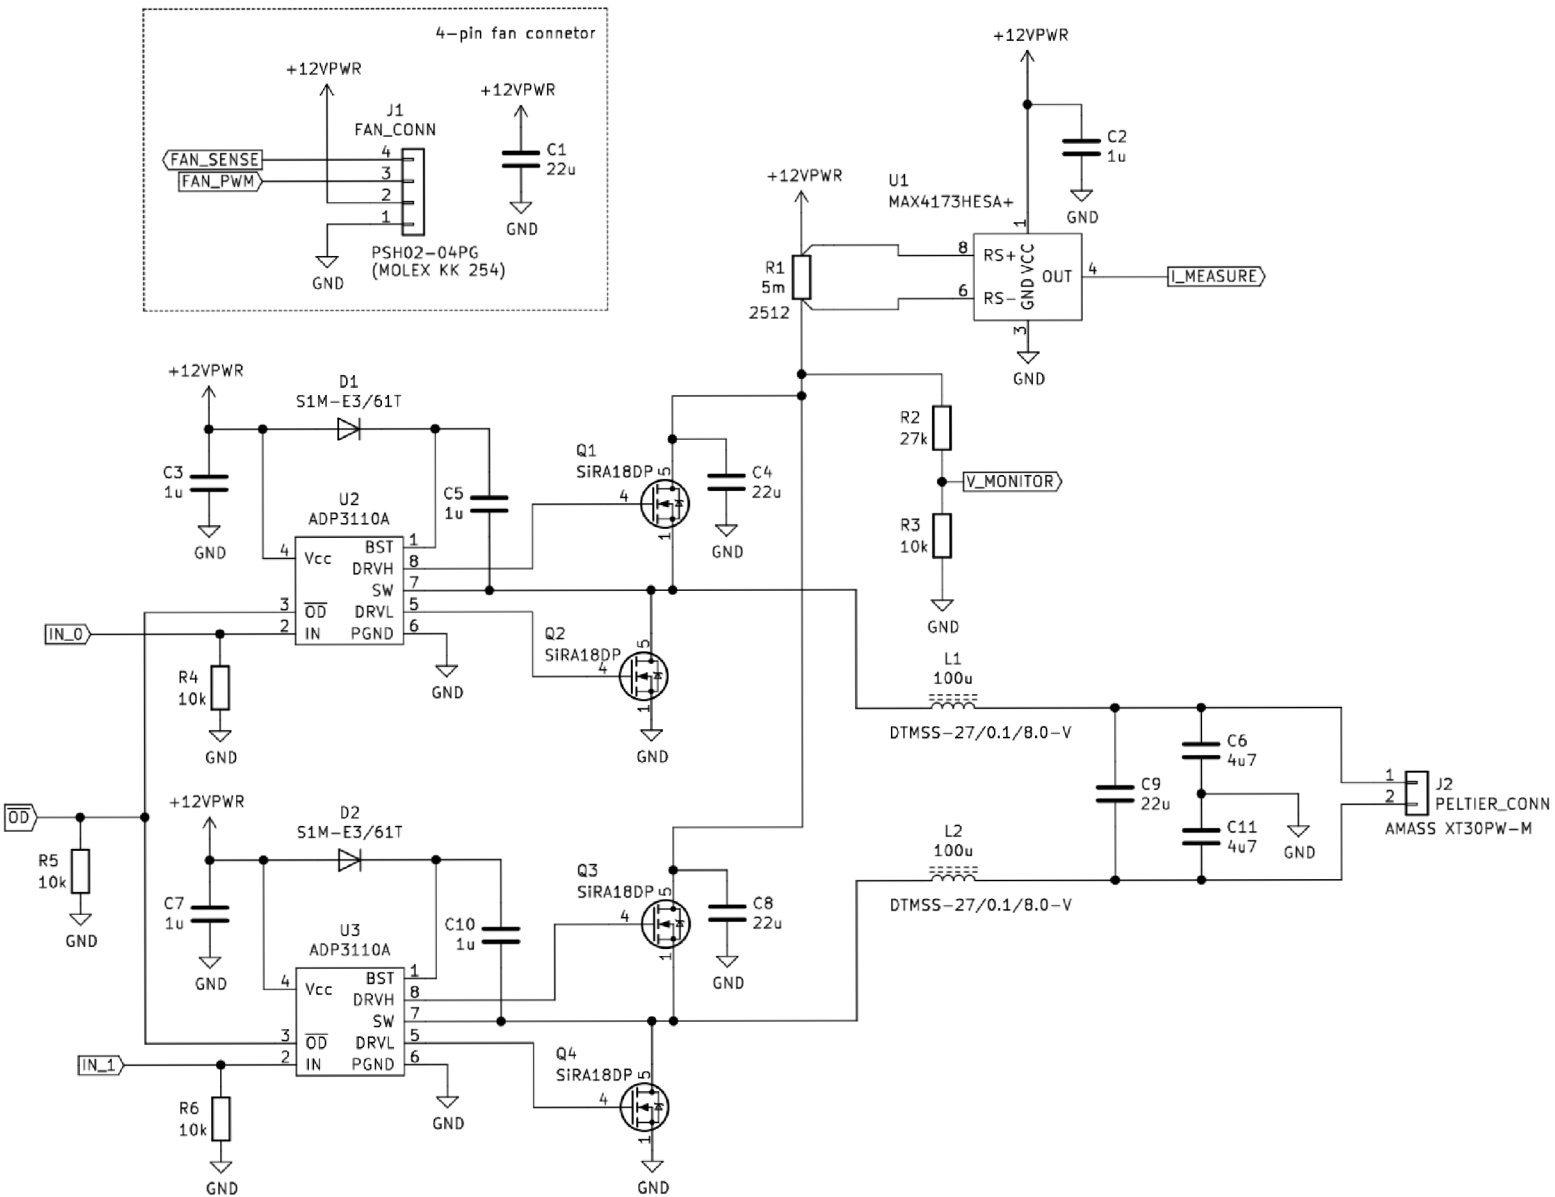 4-pin fan connetor
+12VPWR
+12VPWR
J1
FAN_CONN
FAN_SENSE
4
FAN_PWM
3
2
1
C1
22u
GND
GND
PSH02-04PG
(MOLEX KK 254)
+12VPWR
C2
1u
GND
+12VPWR
U1
MAX4173HESA+
1
R1
5m
2512
8
RS+
VCC
6
RS-
GND
OUT
4
I_MEASURE
3
GND
+12VPWR
D1
S1M-E3/61T
C3
1u
GND
U2
ADP3110A
C5
1u
4
Vcc
BST
1
DRVH
8
SW
7
3
OD
DRVL
5
2
IN
PGND
6
IN_0
R4
10k
GND
GND
Q1
SiRA18DP
5
4
1
C4
22u
GND
Q2
SiRA18DP
5
4
1
GND
R2
27k
V_MONITOR
R3
10k
GND
L1
100u
DTMSS-27/0.1/8.0-V
C6
4u7
C9
22u
C11
4u7
GND
1
2
J2
PELTIER_CONN
AMASS XT30PW-M
L2
100u
DTMSS-27/0.1/8.0-V
OD
R5
10k
GND
+12VPWR
D2
S1M-E3/61T
C7
1u
GND
U3
ADP3110A
C10
1u
4
Vcc
BST
1
DRVH
8
SW
7
3
OD
DRVL
5
2
IN
PGND
6
IN_1
R6
10k
GND
GND
Q3
SiRA18DP
5
4
1
C8
22u
GND
Q4
SiRA18DP
5
4
1
GND